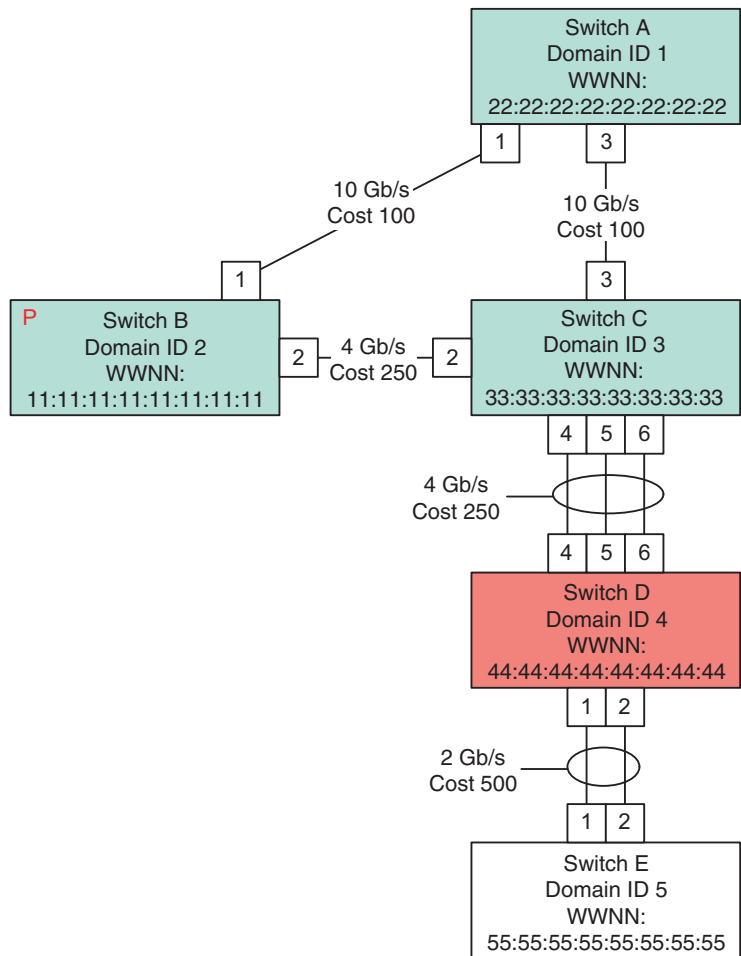 Switch A
Domain ID 1
WWNN:
22:22:22:22:22:22:22:22
1
3
10 Gb/s
Cost 100
10 Gb/s
Cost 100
1
3
P
Switch B
Domain ID 2
WWNN:
11:11:11:11:11:11:11:11
2
4 Gb/s
Cost 250
2
Switch C
Domain ID 3
WWNN:
33:33:33:33:33:33:33:33
4 5 6
4 Gb/s
Cost 250
4 5 6
Switch D
Domain ID 4
WWNN:
44:44:44:44:44:44:44:44
1 2
2 Gb/s
Cost 500
1 2
Switch E
Domain ID 5
WWNN:
55:55:55:55:55:55:55:55